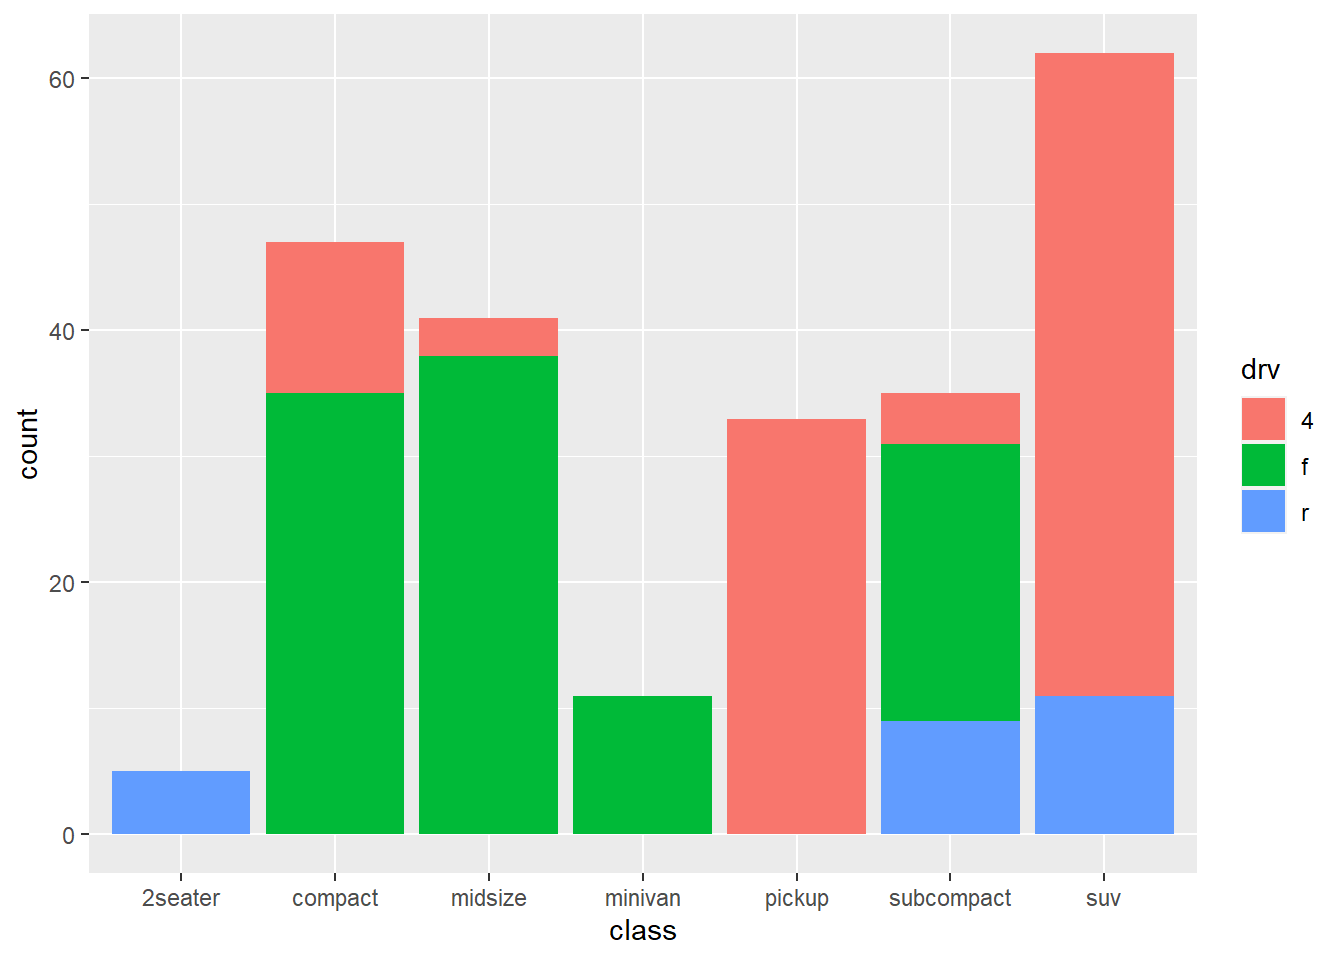 60
40
20
0
count
2seater compact midsize minivan pickup subcompact suv
class
drv
4
f
r